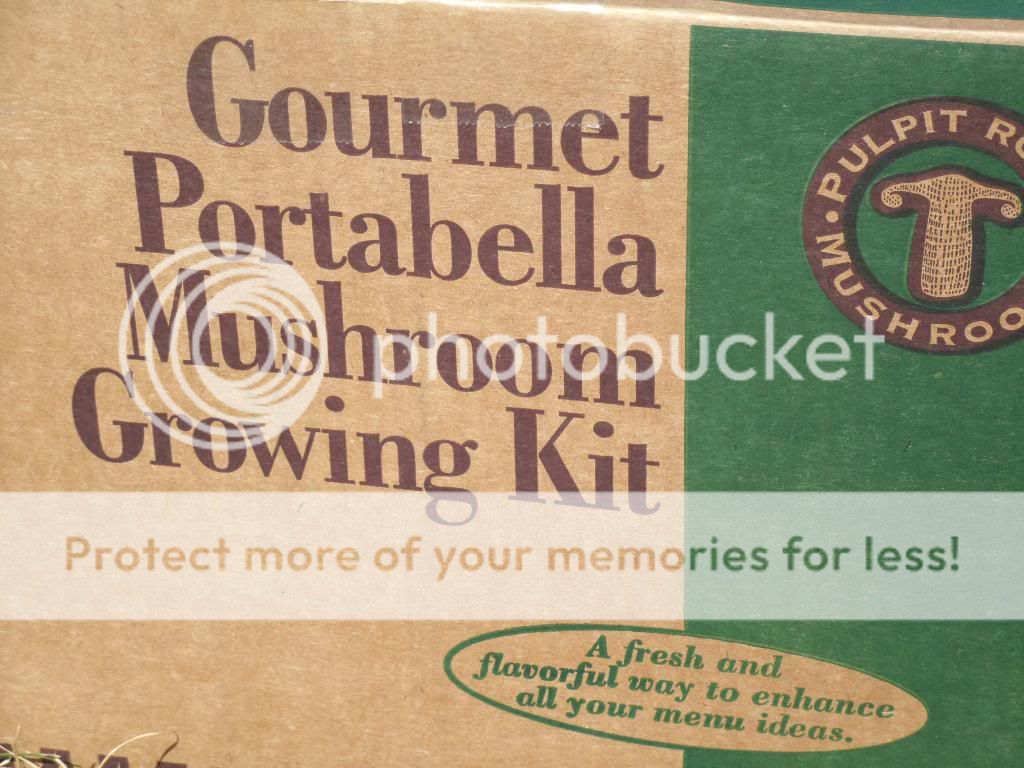 Gourmet
Portabella
Mushroom
Growing Kit
· PULPIT
MUSHROO
photobucket
Protect more of your memories for less!
A fresh and
flavorful way to enhance
all your menu ideas.